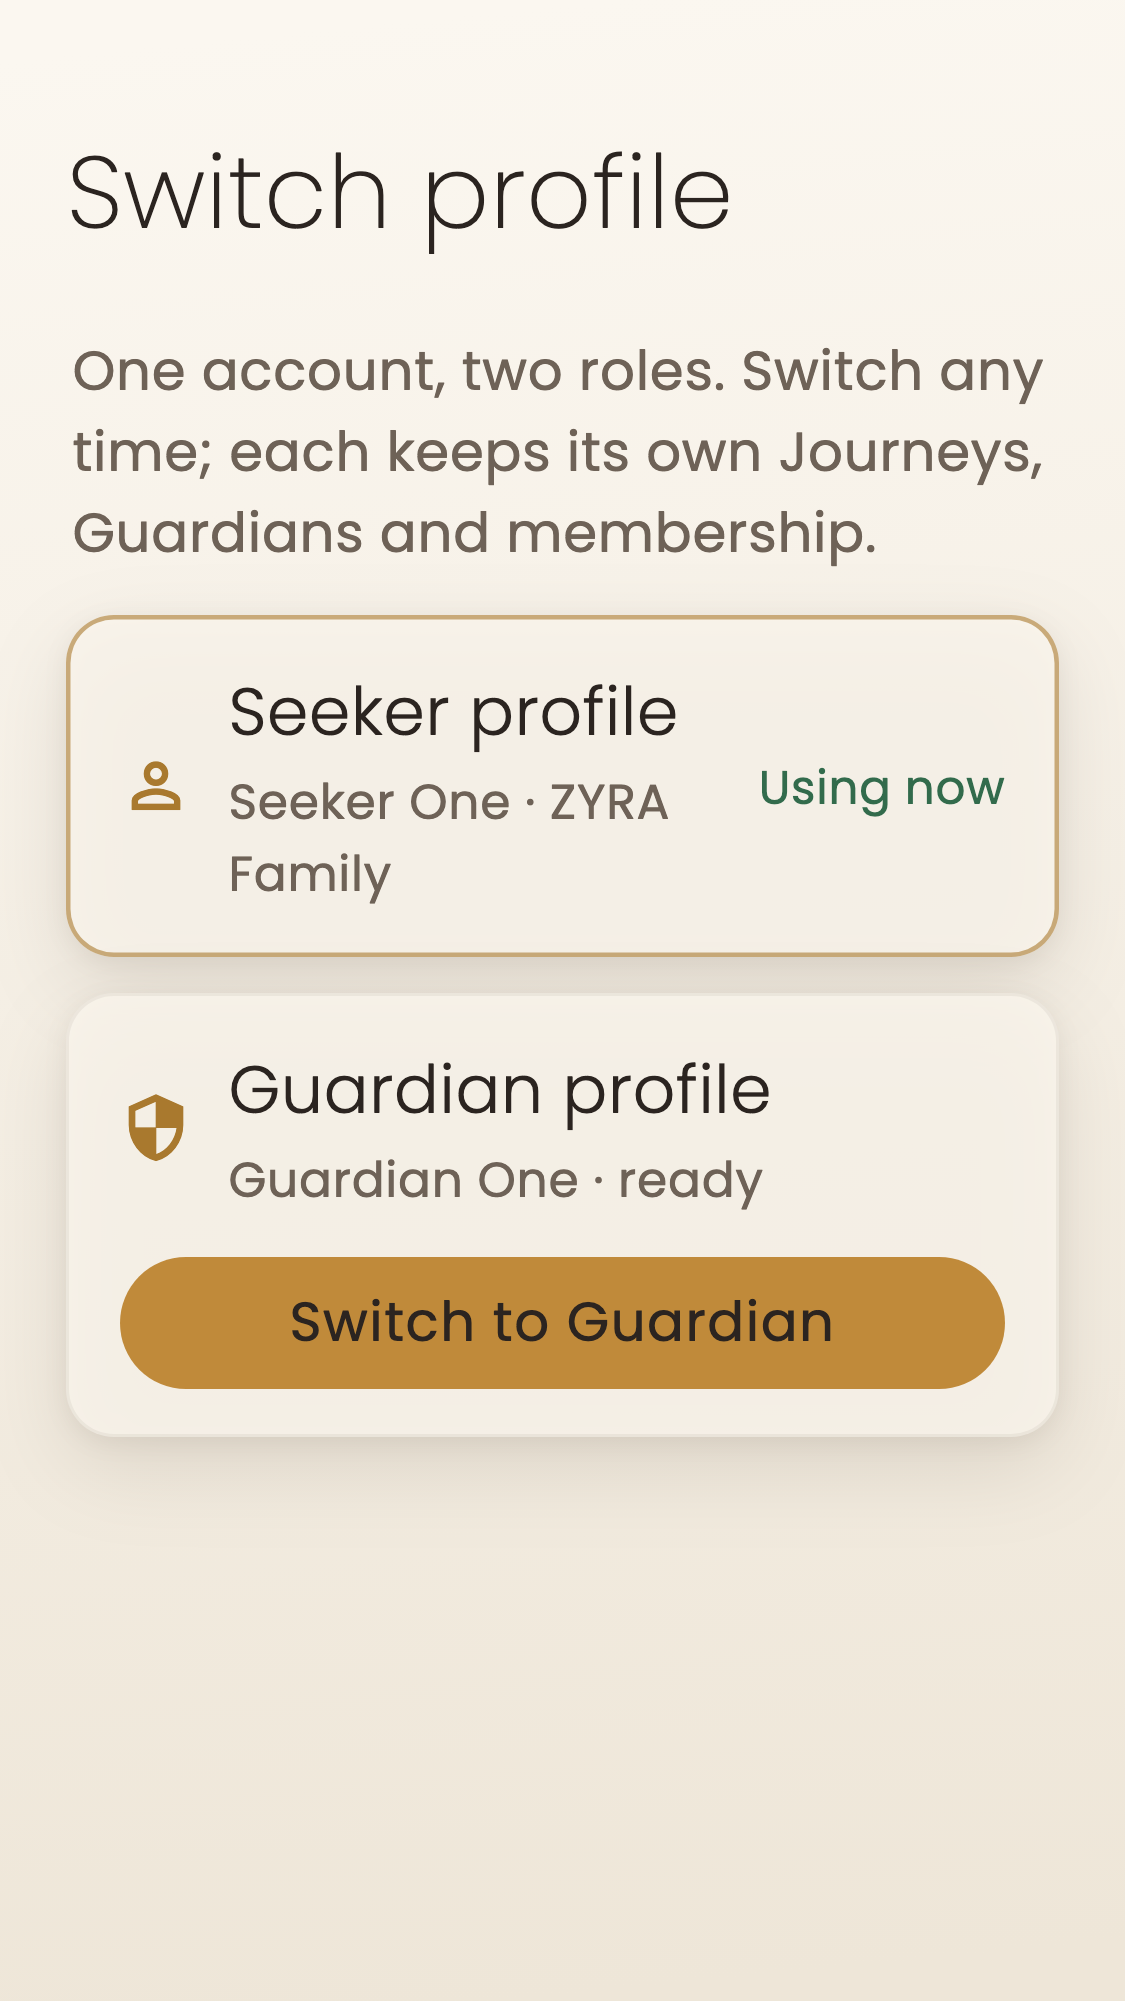 Switch profile
One account, two roles. Switch any
time; each keeps its own Journeys,
Guardians and membership.
Seeker profile
Seeker One · ZYRA
Family
Using now
Guardian profile
Guardian One · ready
Switch to Guardian